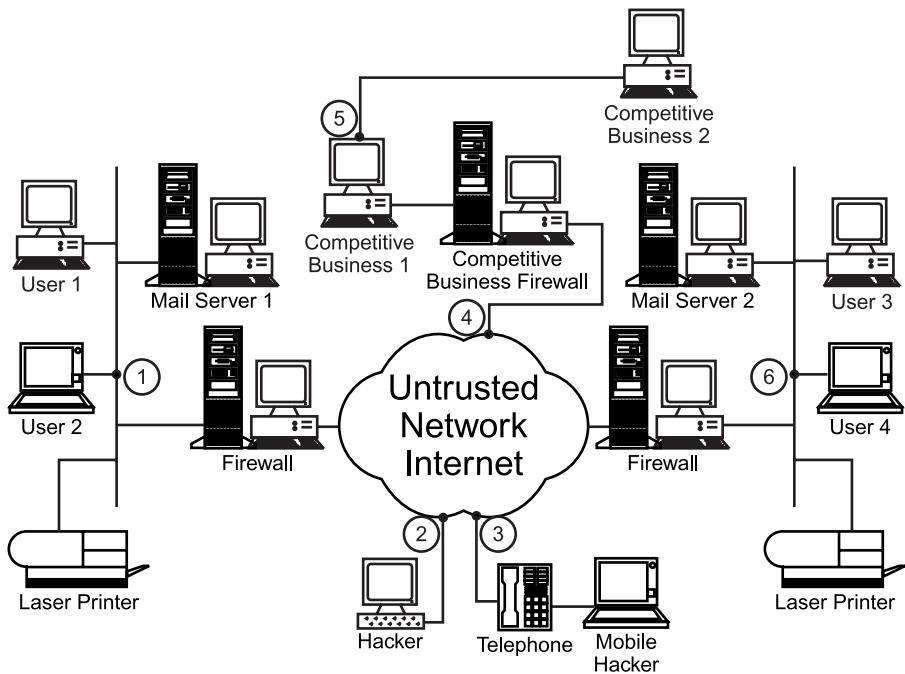 Competitive
Business 2
5
User 1
Mail Server 1
Competitive
Business 1
Competitive
Business Firewall
Mail Server 2
User 3
4
1
User 2
Firewall
Untrusted
Network
Internet
Firewall
6
User 4
2
3
Laser Printer
Hacker
Telephone
Mobile
Hacker
Laser Printer